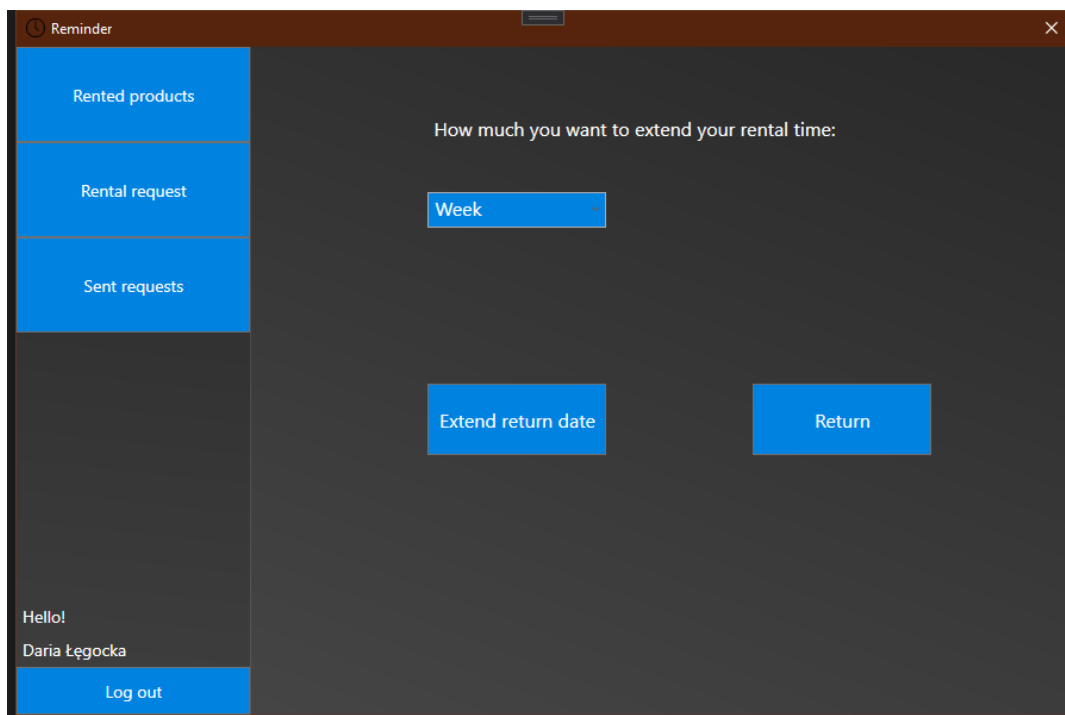 Reminder
Rented products
Rental request
Sent requests
How much you want to extend your rental time:
Week
Extend return date
Return
Hello!
Daria Łęgocka
Log out